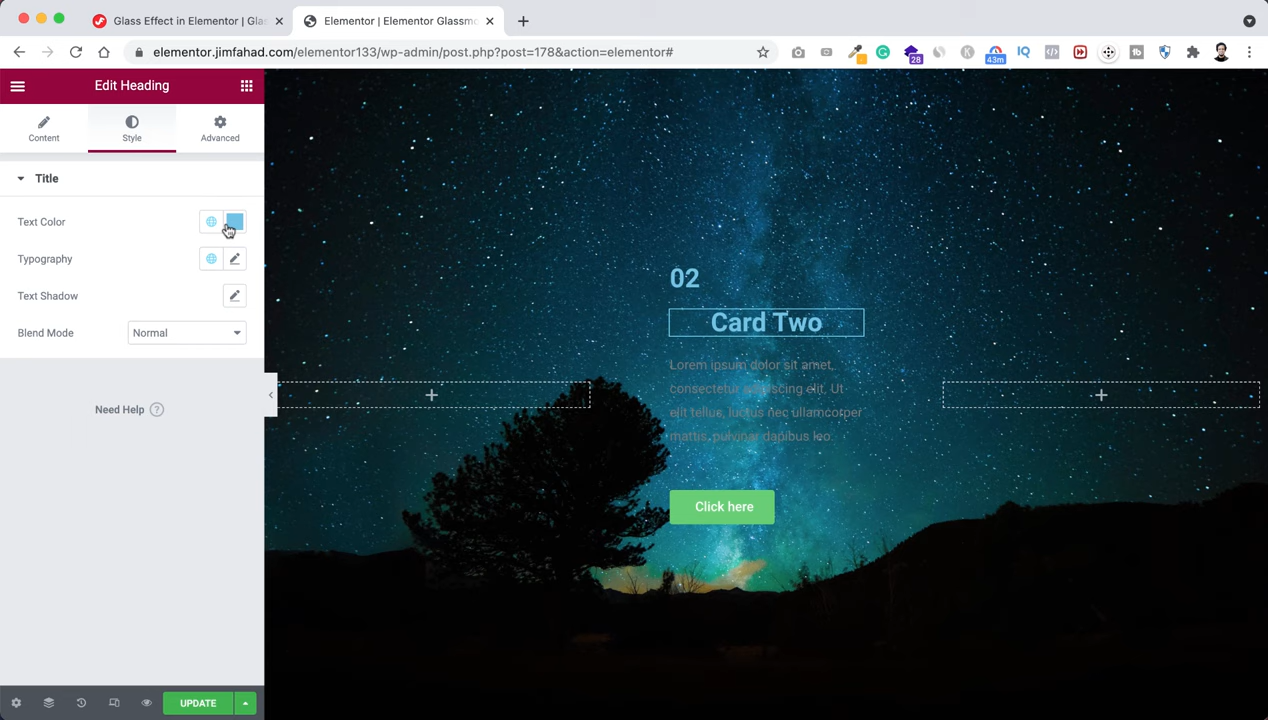 Glass Effect in Elementor | Glas
Elementor | Elementor Glassmo
elementor.jimfahad.com/elementor133/wp-admin/post.php?post=178&action=elementor#
28
43m
IQ
Edit Heading
Content
Style
Advanced
Title
Text Color
Typography
Text Shadow
Blend Mode
Normal
Need Help ?
UPDATE
02
Card Two
Lorem ipsum dolor sit amet,
consectetur adipiscing elit. Ut
elit tellus, luctus nec ullamcorper
mattis, pulvinar dapibus leo.
Click here